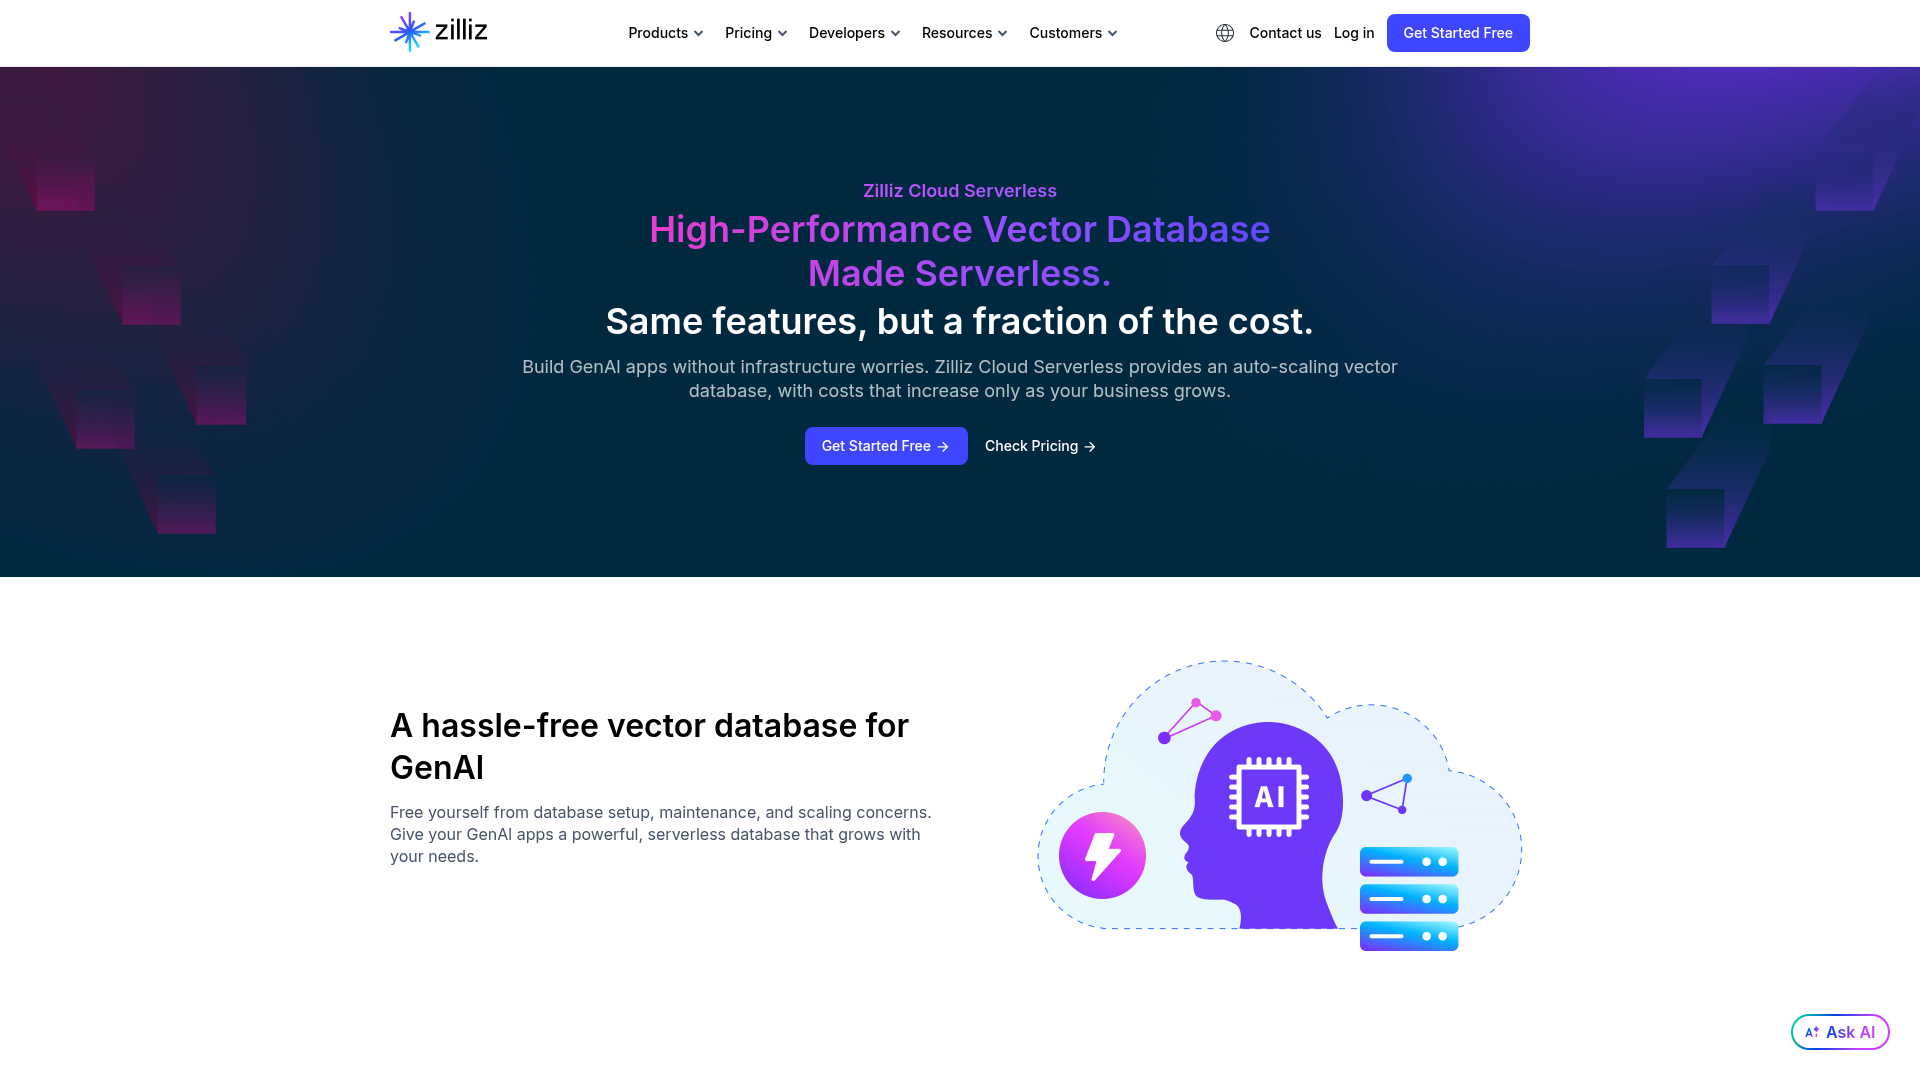 zilliz
Products
Pricing
Developers
Resources
Customers
Contact us
Log in
Get Started Free
Zilliz Cloud Serverless
High-Performance Vector Database
Made Serverless.
Same features, but a fraction of the cost.
Build GenAI apps without infrastructure worries. Zilliz Cloud Serverless provides an auto-scaling vector
database, with costs that increase only as your business grows.
Get Started Free →
Check Pricing →
A hassle-free vector database for
GenAI
Free yourself from database setup, maintenance, and scaling concerns.
Give your GenAI apps a powerful, serverless database that grows with
your needs.
AI
Ask AI